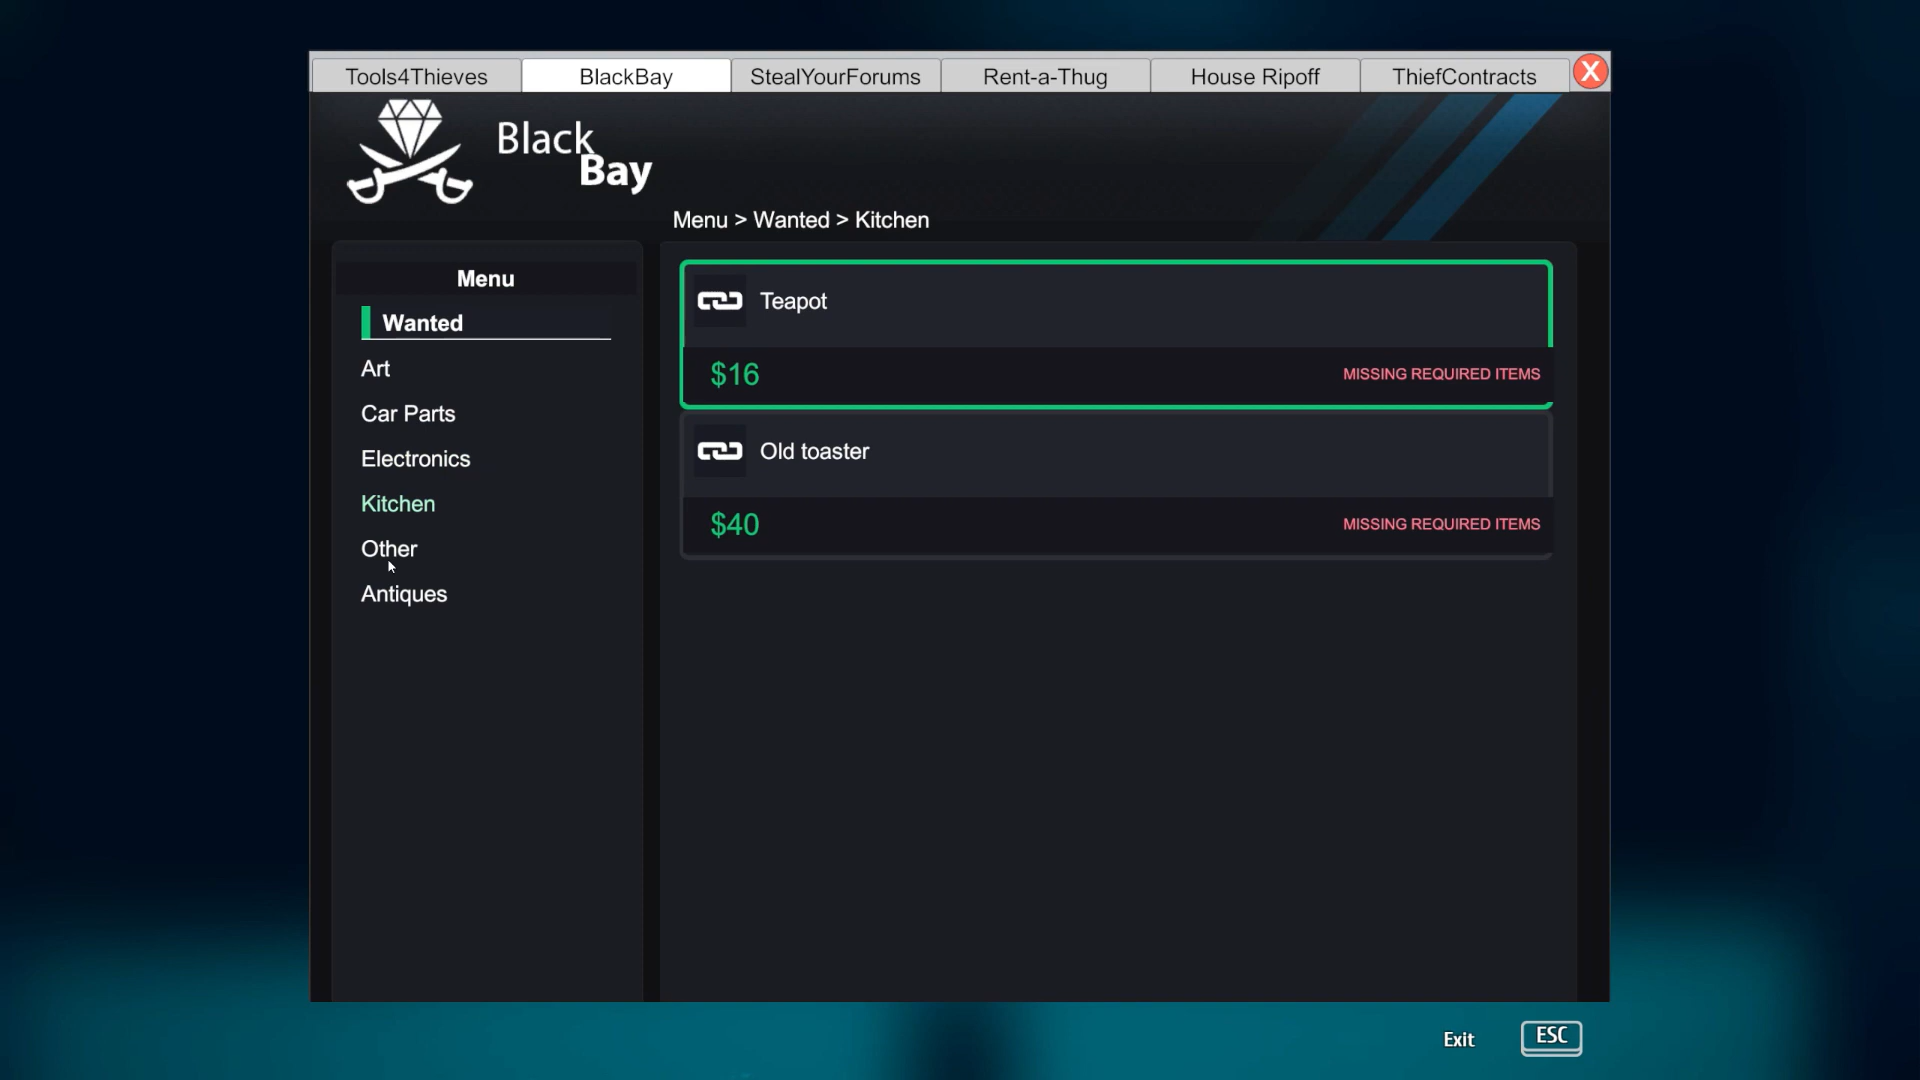 Tools4Thieves BlackBay StealYourForums Rent-a-Thug House Ripoff ThiefContracts X
Black
Bay
Menu > Wanted > Kitchen
Menu
Wanted
Art
Car Parts
Electronics
Kitchen
Other
Antiques
Teapot
$16 MISSING REQUIRED ITEMS
Old toaster
$40 MISSING REQUIRED ITEMS
Exit ESC